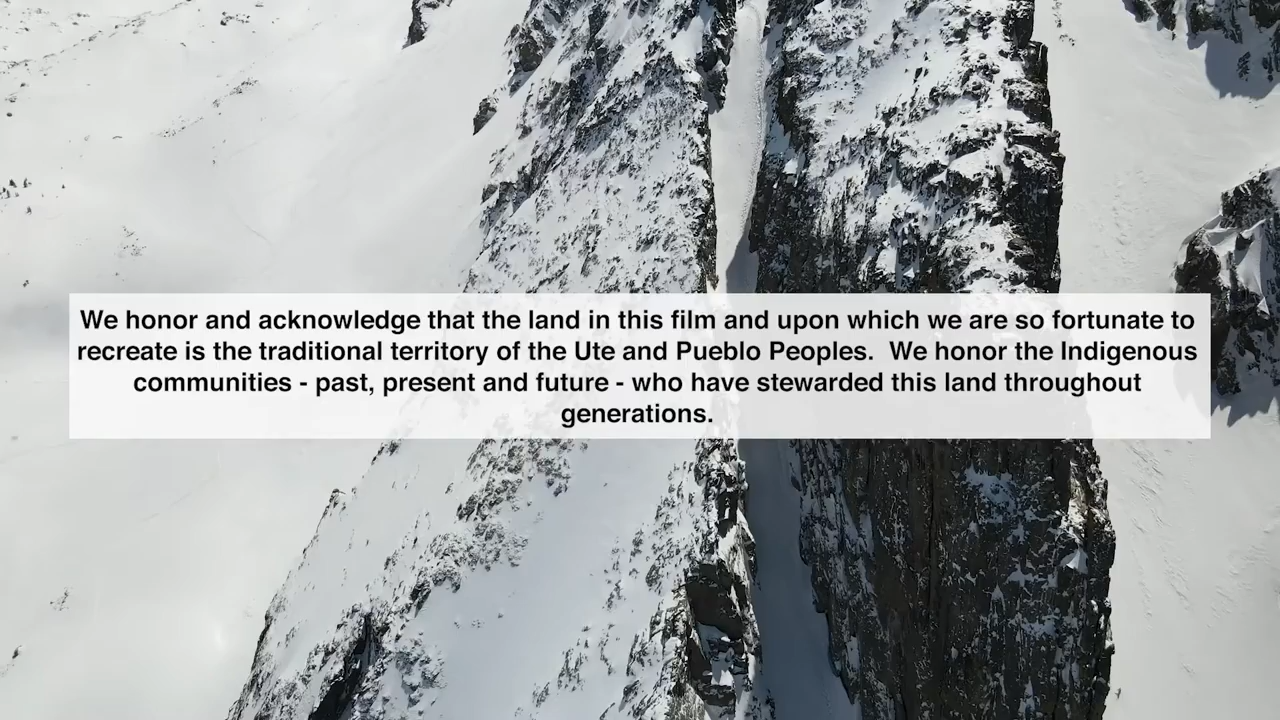 We honor and acknowledge that the land in this film and upon which we are so fortunate to
recreate is the traditional territory of the Ute and Pueblo Peoples.  We honor the Indigenous
communities - past, present and future - who have stewarded this land throughout
generations.